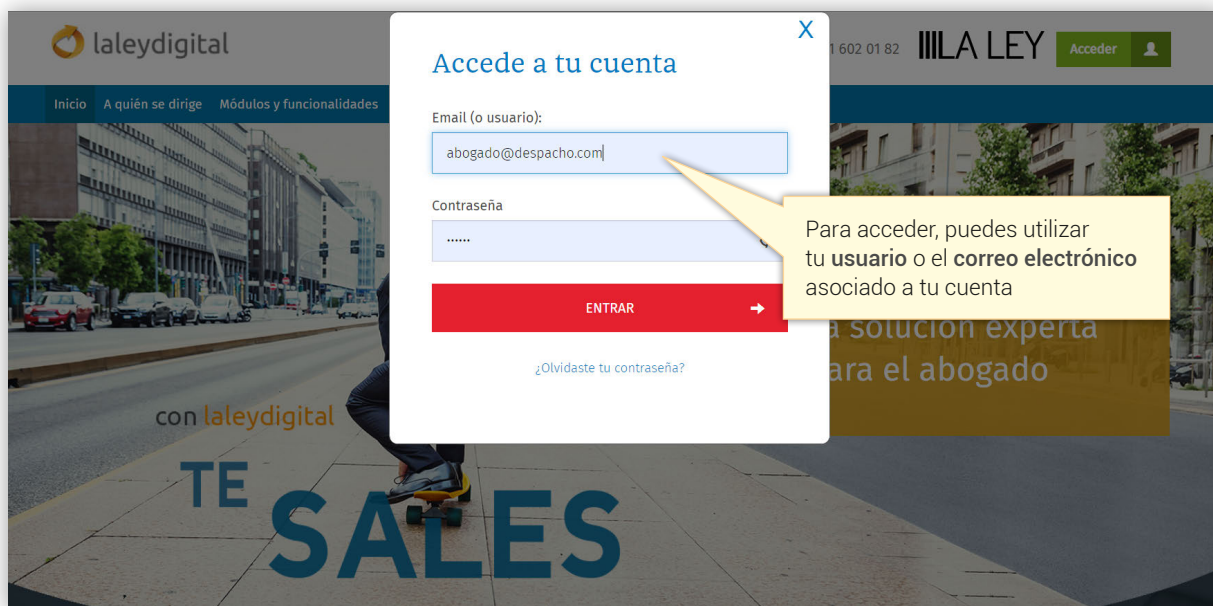 laleydigital
1 602 01 82
LA LEY
Acceder
Inicio A quién se dirige Módulos y funcionalidades
X
Accede a tu cuenta
Email (o usuario):
abogado@despacho.com
Contraseña
......
ENTRAR
¿Olvidaste tu contraseña?
Para acceder, puedes utilizar
tu usuario o el correo electrónico
asociado a tu cuenta
a solución experta
ara el abogado
con laleydigital
TE
SALES